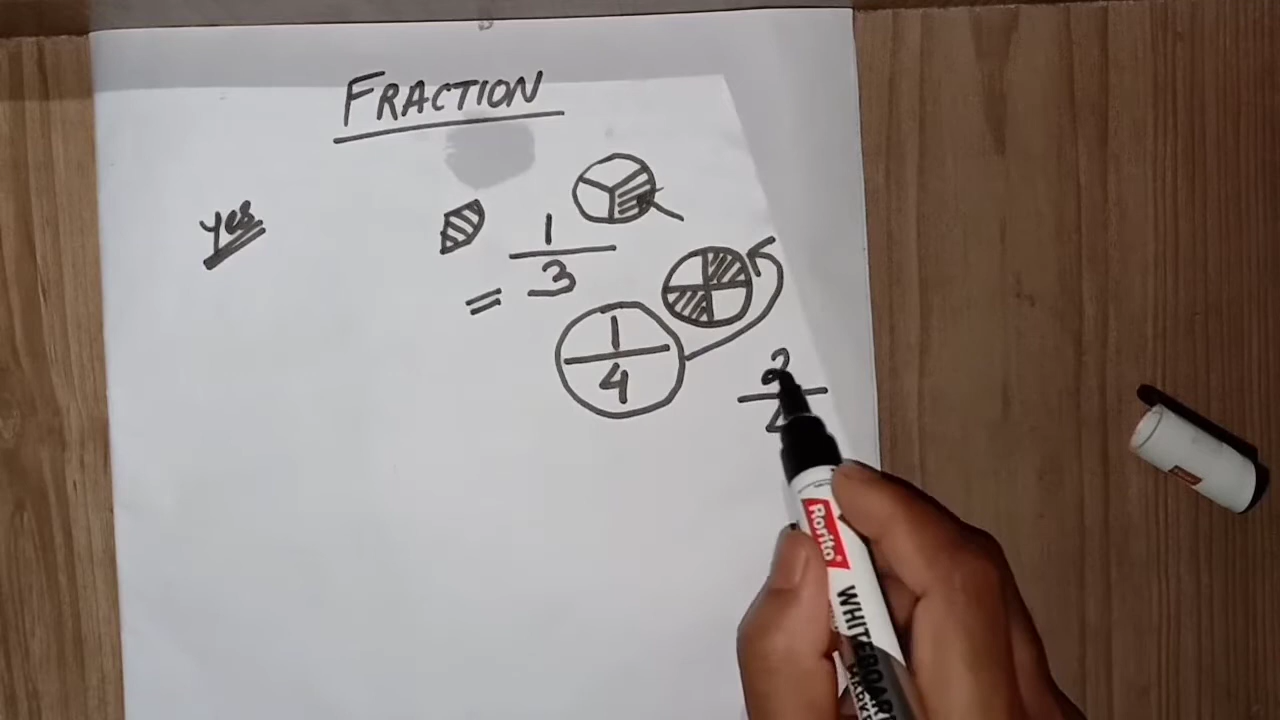 FRACTION
yes
1
3
=
1
4
2
Rorito
WHITEBOARD